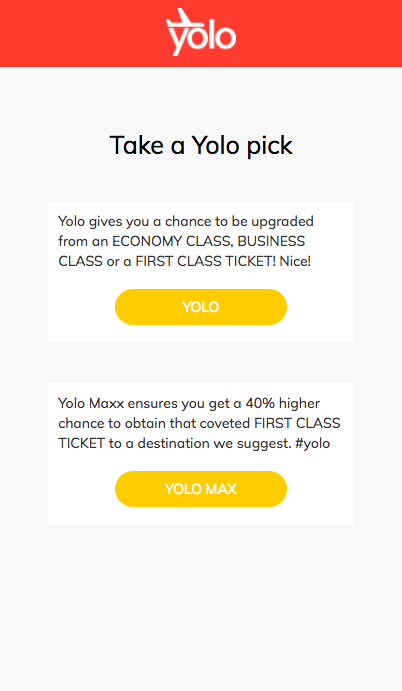 yolo
Take a Yolo pick
Yolo gives you a chance to be upgraded
from an ECONOMY CLASS, BUSINESS
CLASS or a FIRST CLASS TICKET! Nice!
YOLO
Yolo Maxx ensures you get a 40% higher
chance to obtain that coveted FIRST CLASS
TICKET to a destination we suggest. #yolo
YOLO MAX